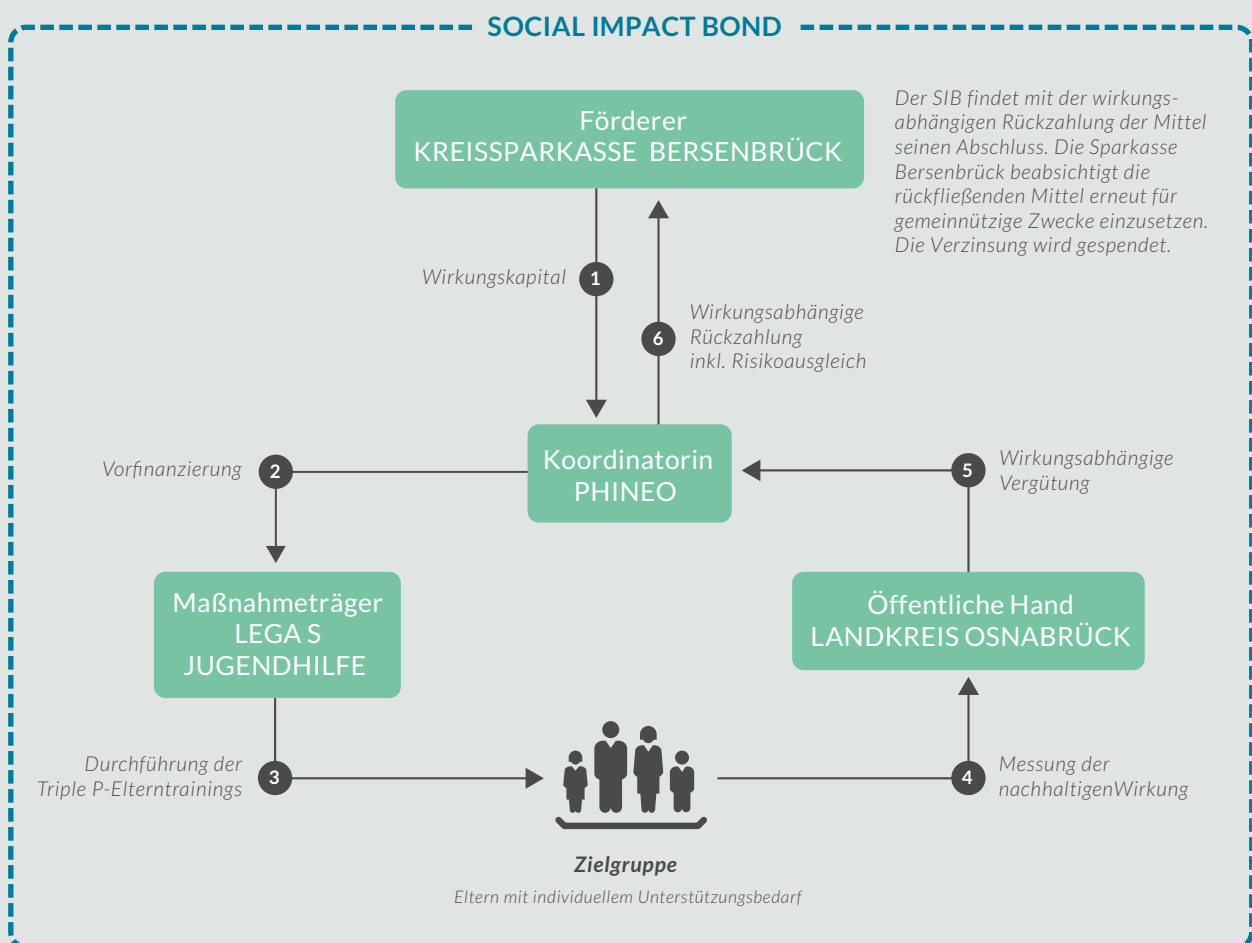 SOCIAL IMPACT BOND
Förderer
KREISSPARKASSE BERSENBRÜCK
Der SIB findet mit der wirkungs-
abhängigen Rückzahlung der Mittel
seinen Abschluss. Die Sparkasse
Bersenbrück beabsichtigt die
rückfließenden Mittel erneut für
gemeinnützige Zwecke einzusetzen.
Die Verzinsung wird gespendet.
Wirkungskapital
1
6
Wirkungsabhängige
Rückzahlung
inkl. Risikoausgleich
Vorfinanzierung
2
Koordinatorin
PHINEO
5
Wirkungsabhängige
Vergütung
Maßnahmeträger
LEGA S
JUGENDHILFE
Öffentliche Hand
LANDKREIS OSNABRÜCK
Durchführung der
Triple P-Elterntrainings
3
4
Messung der
nachhaltigenWirkung
Zielgruppe
Eltern mit individuellem Unterstützungsbedarf